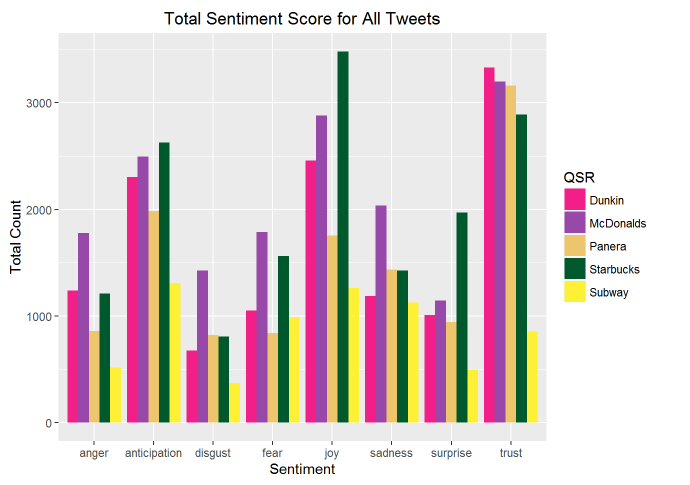 Total Sentiment Score for All Tweets
Total Count
3000
2000
1000
0
anger anticipation disgust fear joy sadness surprise trust
Sentiment
QSR
Dunkin
McDonalds
Panera
Starbucks
Subway